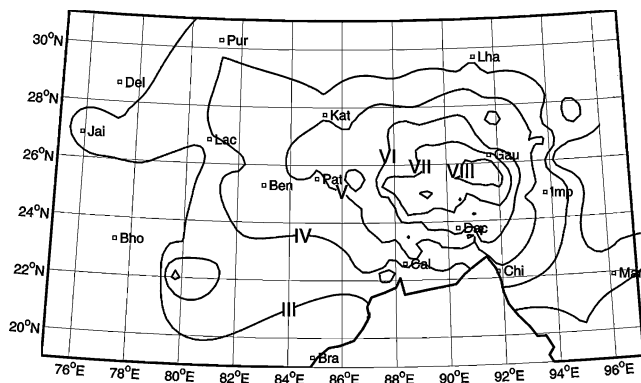 30°N
Pur
Lha
28°N
Del
Kat
Jai
26°N
Lac
VI
VII
VIII
Gau
Ben
Pat
V
Imp
24°N
Bho
IV
Dac
22°N
Cal
Chi
Man
III
20°N
Bra
76°E 78°E 80°E 82°E 84°E 86°E 88°E 90°E 92°E 94°E 96°E